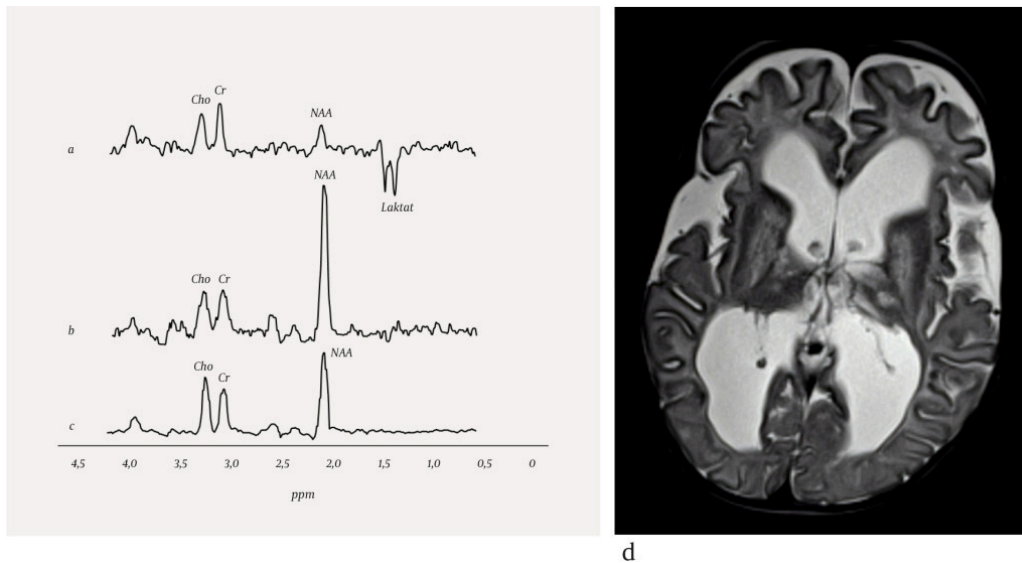 Cho Cr NAA
a
Laktat
NAA
Cho Cr
b
NAA
Cho Cr
c
4,5 4,0 3,5 3,0 2,5 2,0 1,5 1,0 0,5 0
ppm
d